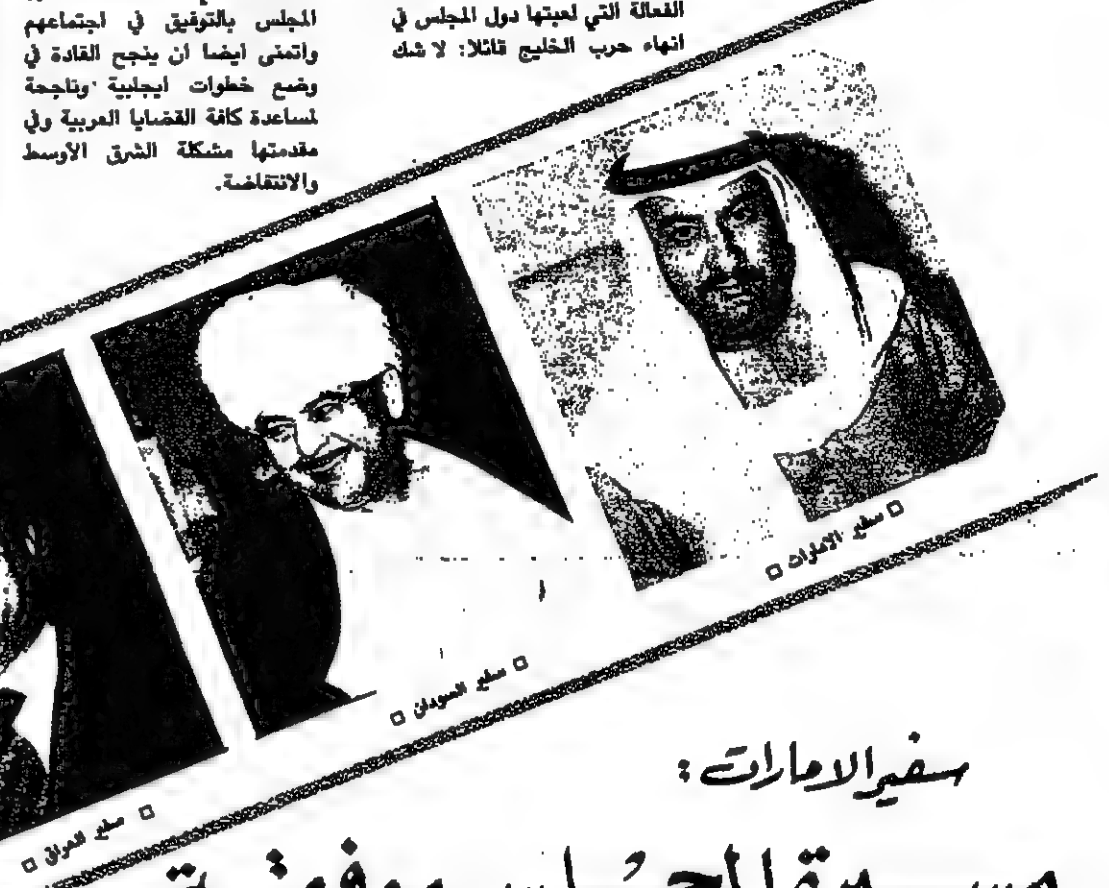 الفعالة التي لعبتها دول المجلس في
انهاء حرب الخليج قائلا: لا شك
المجلس بالتوفيق في اجتماعهم
واتمنى ايضا ان ينجح القادة في
وضع خطوات ايجابية وناجحة
لمساعدة كافة القضايا العربية وفي
مقدمتها مشكلة الشرق الاوسط
والانتفاضة.
□ سفير الامارات □
□ سفير السودان □
□ سفير العراق □
سفير الامارات :